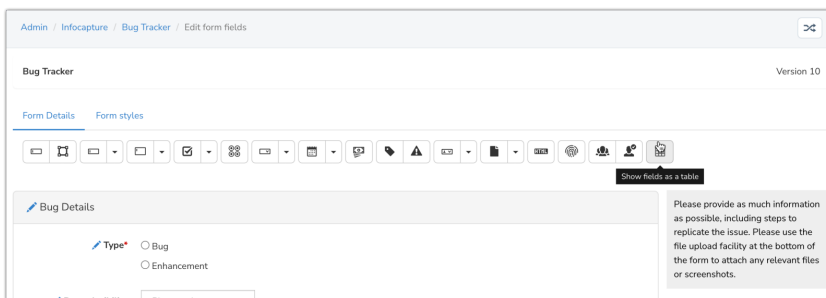 Admin / Infocapture / Bug Tracker / Edit form fields
Bug Tracker
Version 10
Form Details Form styles
HTML
Show fields as a table
Bug Details
Please provide as much information
as possible, including steps to
replicate the issue. Please use the
file upload facility at the bottom of
the form to attach any relevant files
or screenshots.
Type*
Bug
Enhancement